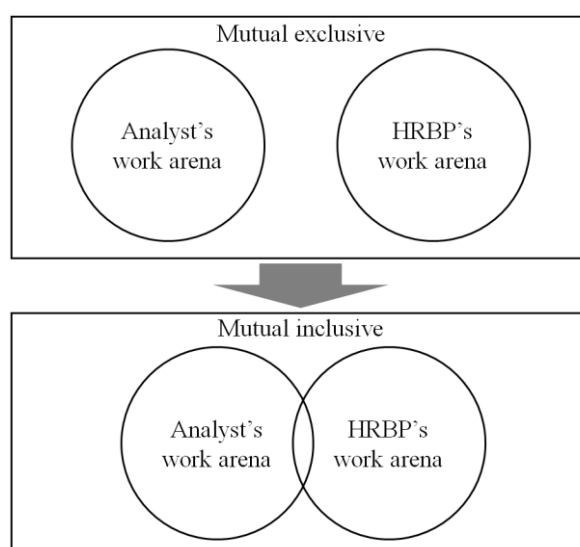 Mutual exclusive
Analyst's
work arena
HRBP's
work arena
Mutual inclusive
Analyst's
work arena
HRBP's
work arena